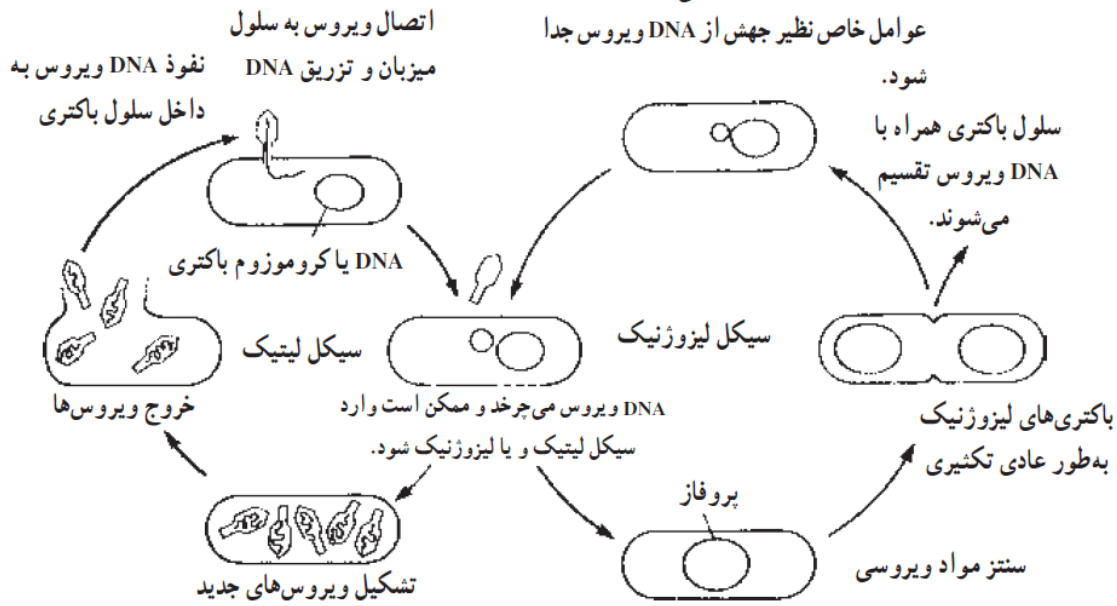 عوامل خاص نظیر جهش از DNA ویروس جدا
شود.
اتصال ویروس به سلول
میزبان و تزریق DNA
نفوذ DNA ویروس به
داخل سلول باکتری
سلول باکتری همراه با
DNA ویروس تقسیم
می‌شوند.
DNA یا کروموزوم باکتری
سیکل لیزوژنیک
سیکل لیتیک
خروج ویروس‌ها
DNA ویروس می‌چرخد و ممکن است وارد
سیکل لیتیک و یا لیزوژنیک شود.
باکتری‌های لیزوژنیک
به‌طور عادی تکثیری
پروفاز
سنتز مواد ویروسی
تشکیل ویروس‌های جدید